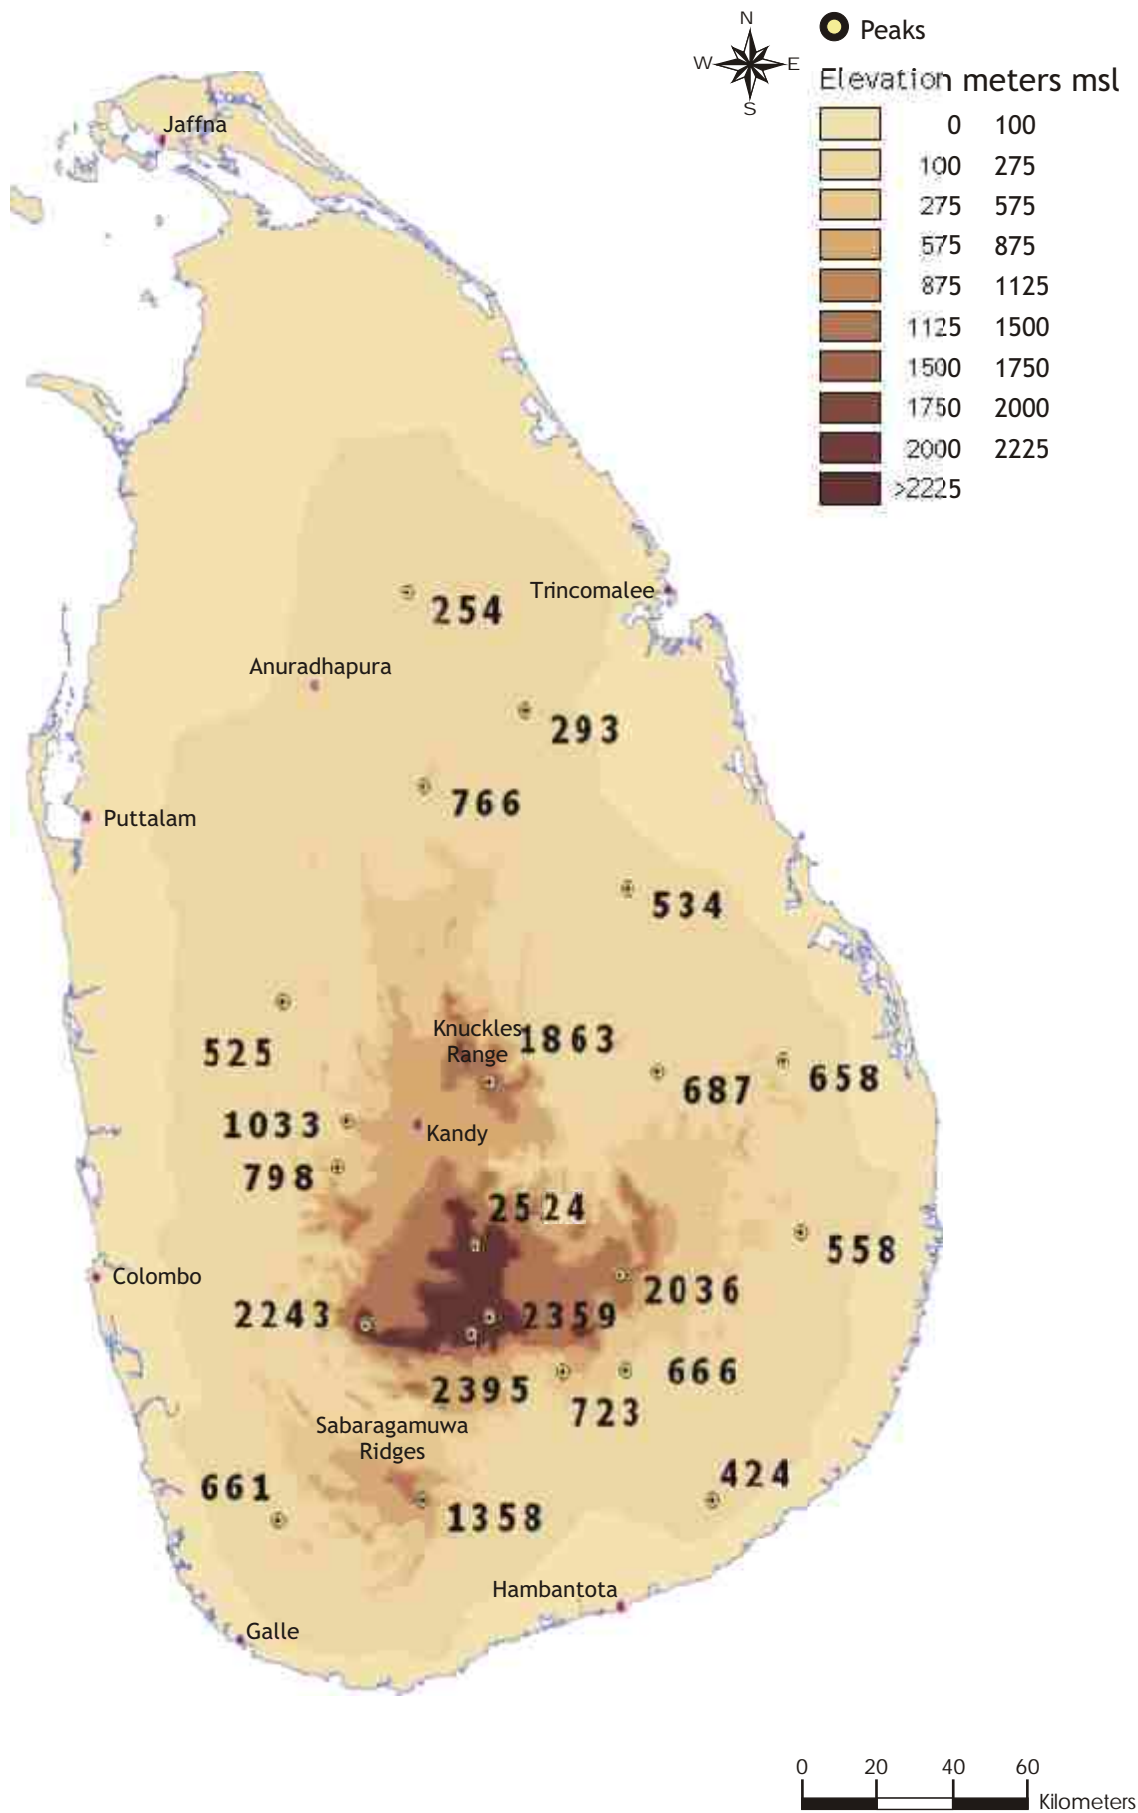 N
Peaks
W E
Elevation meters msl
S
0 100
100 275
275 575
575 875
875 1125
1125 1500
1500 1750
1750 2000
2000 2225
>2225
Jaffna
Trincomalee
254
Anuradhapura
293
766
Puttalam
534
Knuckles
Range
1863
525
687
658
1033
Kandy
798
2524
558
Colombo
2036
2243
2359
666
2395
723
Sabaragamuwa
Ridges
424
661
1358
Hambantota
Galle
0 20 40 60
Kilometers